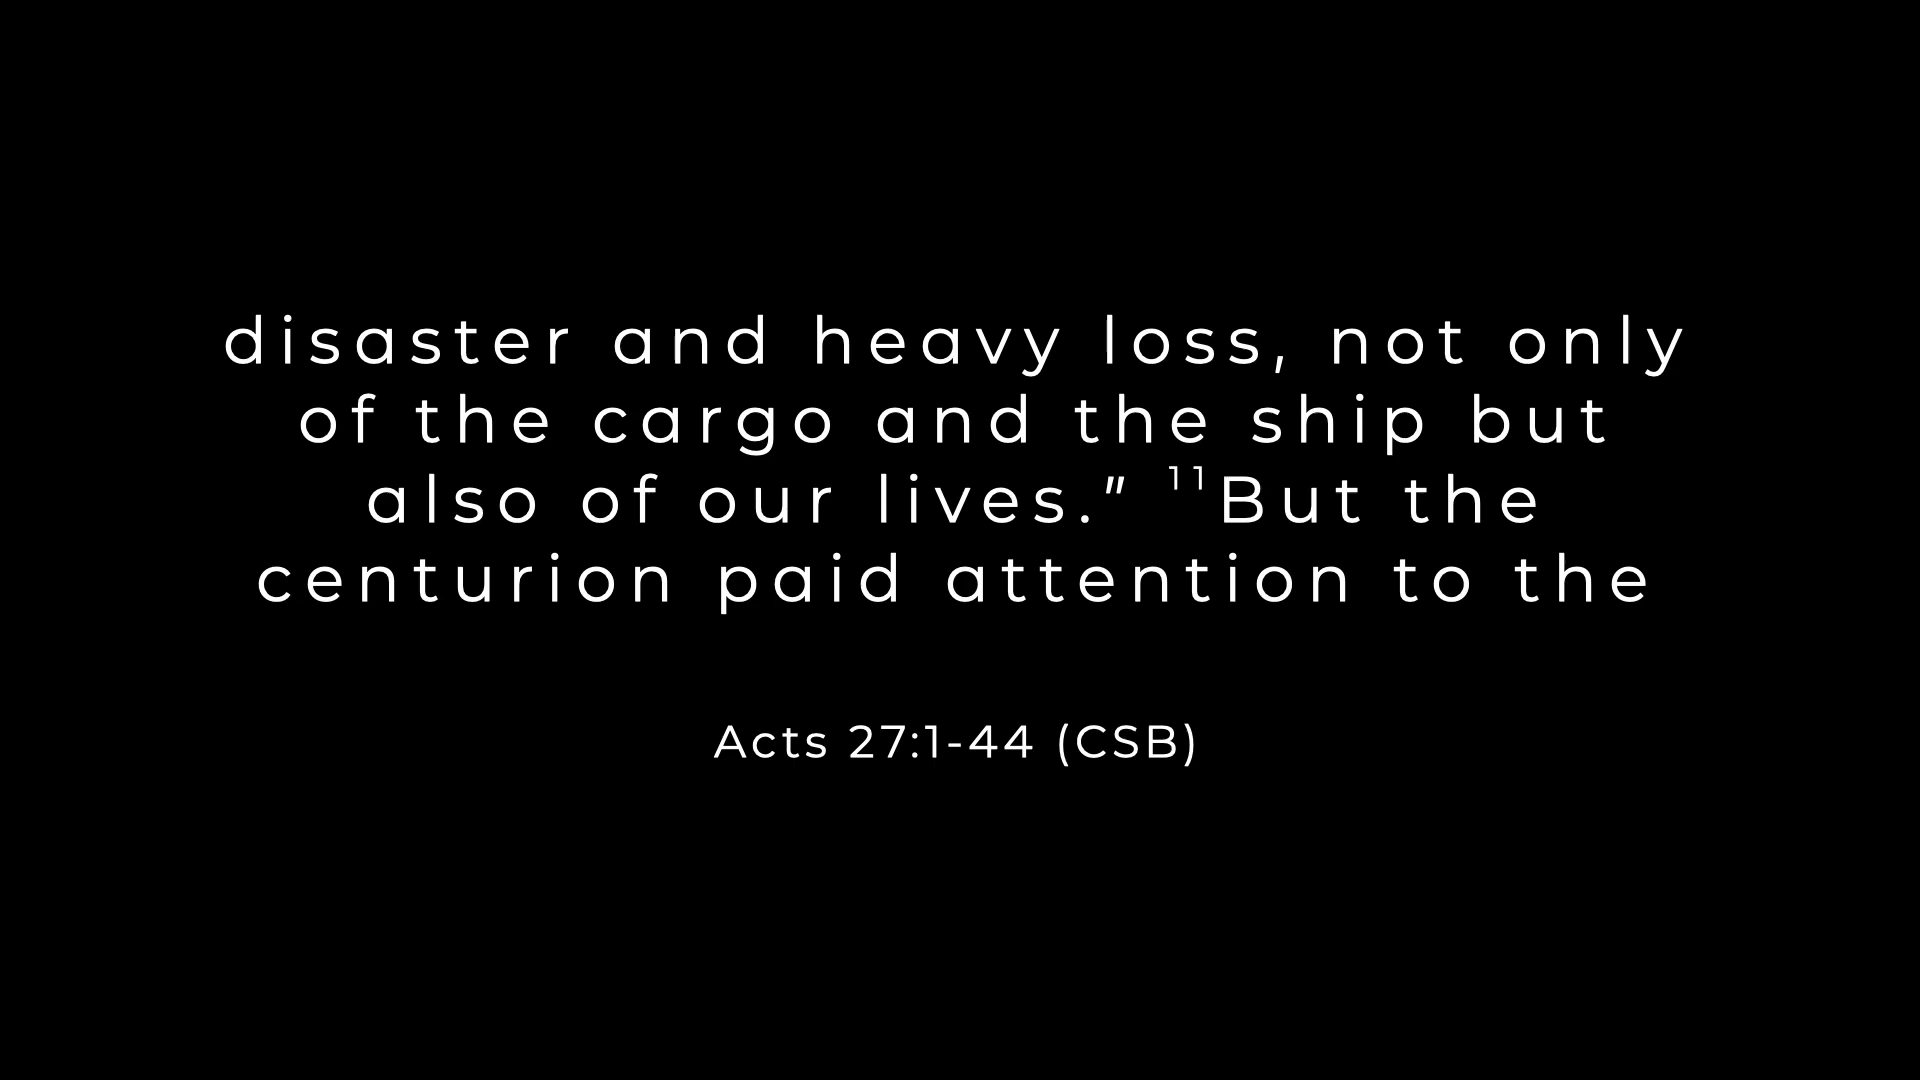 disaster and heavy loss, not only
of the cargo and the ship but
also of our lives.” ¹¹But the
centurion paid attention to the
Acts 27:1-44 (CSB)